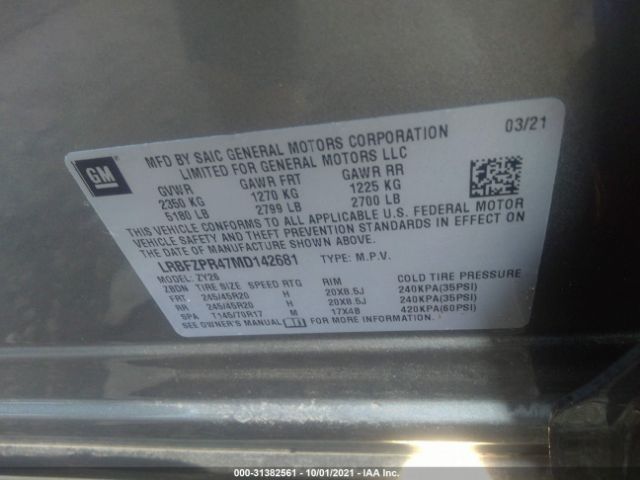 GM
03/21
MFD BY SAIC GENERAL MOTORS CORPORATION
LIMITED FOR GENERAL MOTORS LLC
GVWR GAWR FRT GAWR RR
2350 KG 1270 KG 1225 KG
5180 LB 2799 LB 2700 LB
THIS VEHICLE CONFORMS TO ALL APPLICABLE U.S. FEDERAL MOTOR
VEHICLE SAFETY AND THEFT PREVENTION STANDARDS IN EFFECT ON
THE DATE OF MANUFACTURE SHOWN ABOVE.
LRBFZPR47MD142681 TYPE: M.P.V.
MODEL: ZY26
2BDN TIRE SIZE SPEED RTG RIM COLD TIRE PRESSURE
FRT 245/45R20 H 20X8.5J 240KPA(35PSI)
RR 245/45R20 H 20X8.5J 240KPA(35PSI)
SPA T145/70R17 M 17X4B 420KPA(60PSI)
SEE OWNER'S MANUAL FOR MORE INFORMATION.
000-31382561 - 10/01/2021 - IAA Inc.